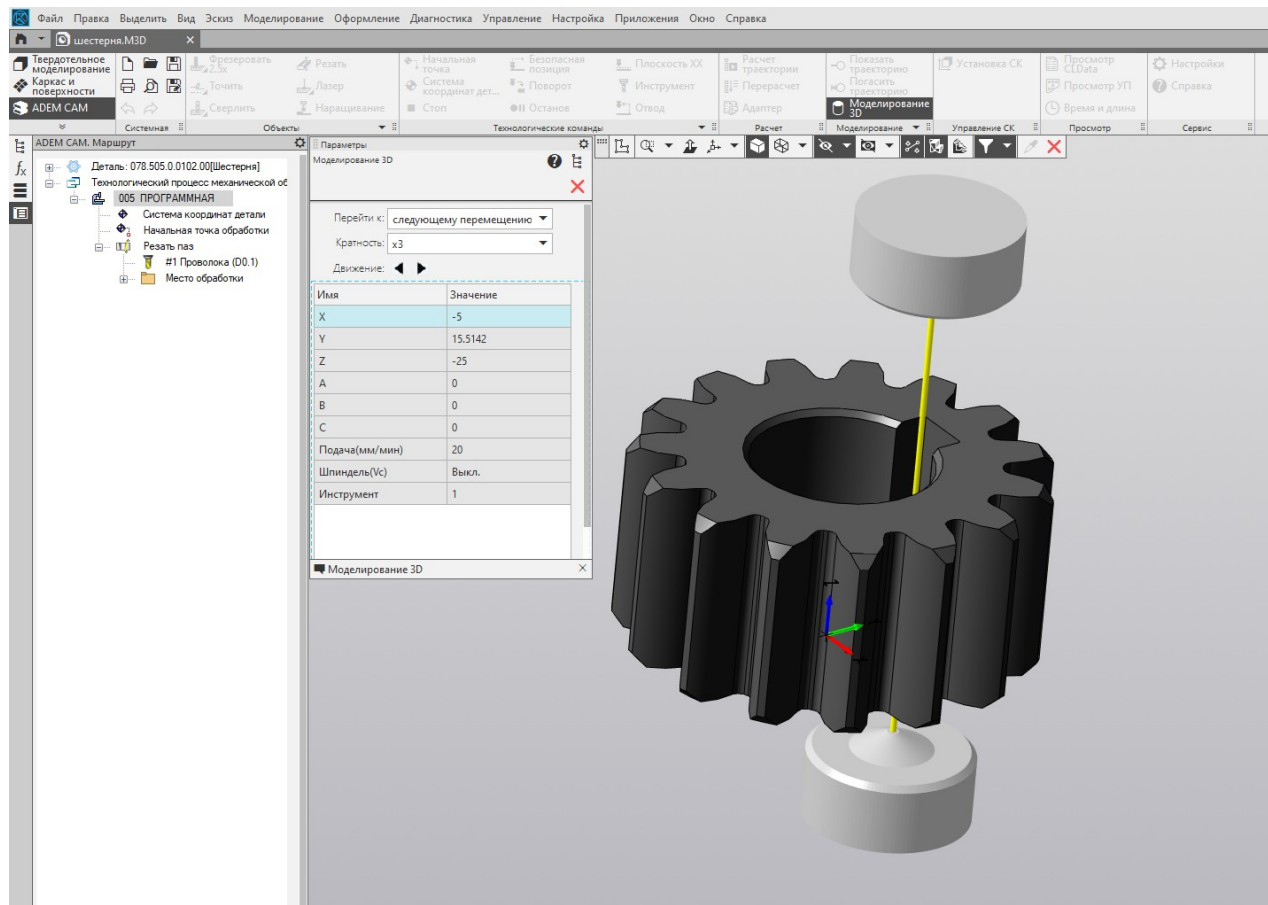 Файл Правка Выделить Вид Эскиз Моделирование Оформление Диагностика Управление Настройка Приложения Окно Справка
шестерня.M3D
Твердотельное моделирование
Каркас и поверхности
ADEM CAM
Системная
Фрезеровать 2.5x
Точить
Сверлить
Резать
Лазер
Наращивание
Объекты
Начальная точка
Система координат дет...
Стоп
Безопасная позиция
Поворот
Останов
Плоскость XX
Инструмент
Отвод
Технологические команды
Расчет траектории
Перерасчет
Адаптер
Расчет
Показать траекторию
Погасить траекторию
Моделирование 3D
Моделирование
Установка СК
Управление СК
Просмотр CLData
Просмотр УП
Время и длина
Просмотр
Настройки
Справка
Сервис
ADEM CAM. Маршрут
Деталь: 078.505.0.0102.00[Шестерня]
Технологический процесс механической об
005 ПРОГРАММНАЯ
Система координат детали
Начальная точка обработки
Резать паз
#1 Проволока (D0.1)
Место обработки
Параметры
Моделирование 3D
Перейти к: следующему перемещению
Кратность: x3
Движение:
Имя Значение
X -5
Y 15.5142
Z -25
A 0
B 0
C 0
Подача(мм/мин) 20
Шпиндель(Vc) Выкл.
Инструмент 1
Моделирование 3D